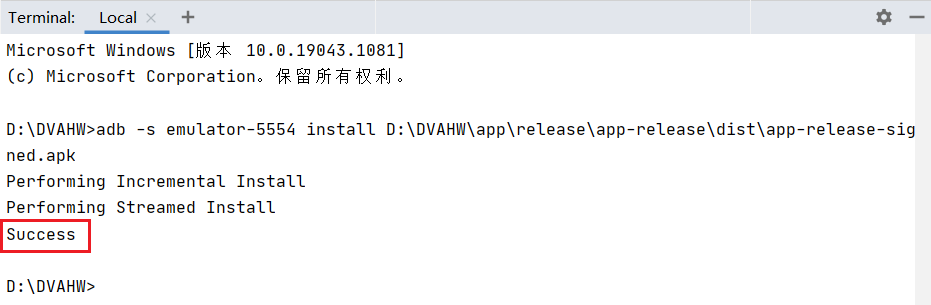 Terminal: Local
Microsoft Windows [版本 10.0.19043.1081]
(c) Microsoft Corporation。保留所有权利。
D:\DVAHW>adb -s emulator-5554 install D:\DVAHW\app\release\app-release\dist\app-release-sig
ned.apk
Performing Incremental Install
Performing Streamed Install
Success
D:\DVAHW>